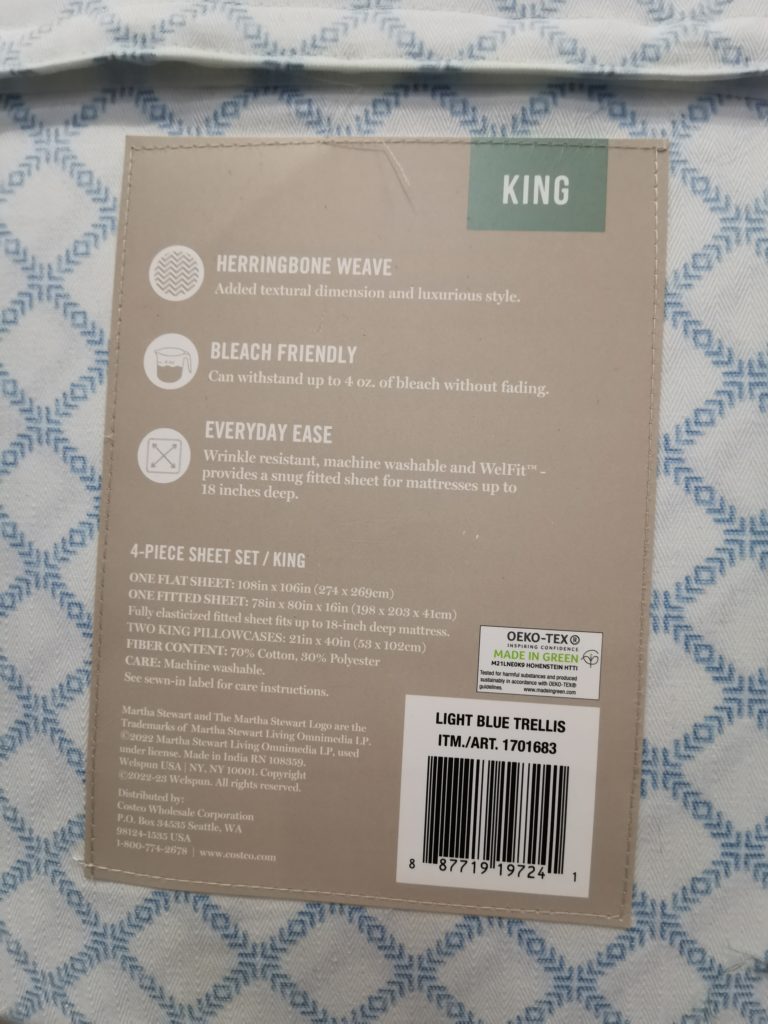 KING
HERRINGBONE WEAVE
Added textural dimension and luxurious style.
4 oz
BLEACH FRIENDLY
Can withstand up to 4 oz. of bleach without fading.
EVERYDAY EASE
Wrinkle resistant, machine washable and WelFit™ -
provides a snug fitted sheet for mattresses up to
18 inches deep.
4-PIECE SHEET SET / KING
ONE FLAT SHEET: 108in x 106in (274 x 269cm)
ONE FITTED SHEET: 78in x 80in x 16in (198 x 203 x 41cm)
Fully elasticized fitted sheet fits up to 18-inch deep mattress.
TWO KING PILLOWCASES: 21in x 40in (53 x 102cm)
FIBER CONTENT: 70% Cotton, 30% Polyester
CARE: Machine washable.
See sewn-in label for care instructions.
OEKO-TEX®
INSPIRING CONFIDENCE
MADE IN GREEN
M21LNE0K9 HOHENSTEIN HTTI
Tested for harmful substances and produced
sustainably in accordance with OEKO-TEX®
guidelines. www.madeingreen.com
Martha Stewart and The Martha Stewart Logo are the
Trademarks of Martha Stewart Living Omnimedia LP.
©2022 Martha Stewart Living Omnimedia LP, used
under license. Made in India RN 108359.
Welspun USA | NY, NY 10001. Copyright
©2022-23 Welspun. All rights reserved.
Distributed by:
Costco Wholesale Corporation
P.O. Box 34535 Seattle, WA
98124-1535 USA
1-800-774-2678 | www.costco.com
LIGHT BLUE TRELLIS
ITM./ART. 1701683
8 87719 19724 1